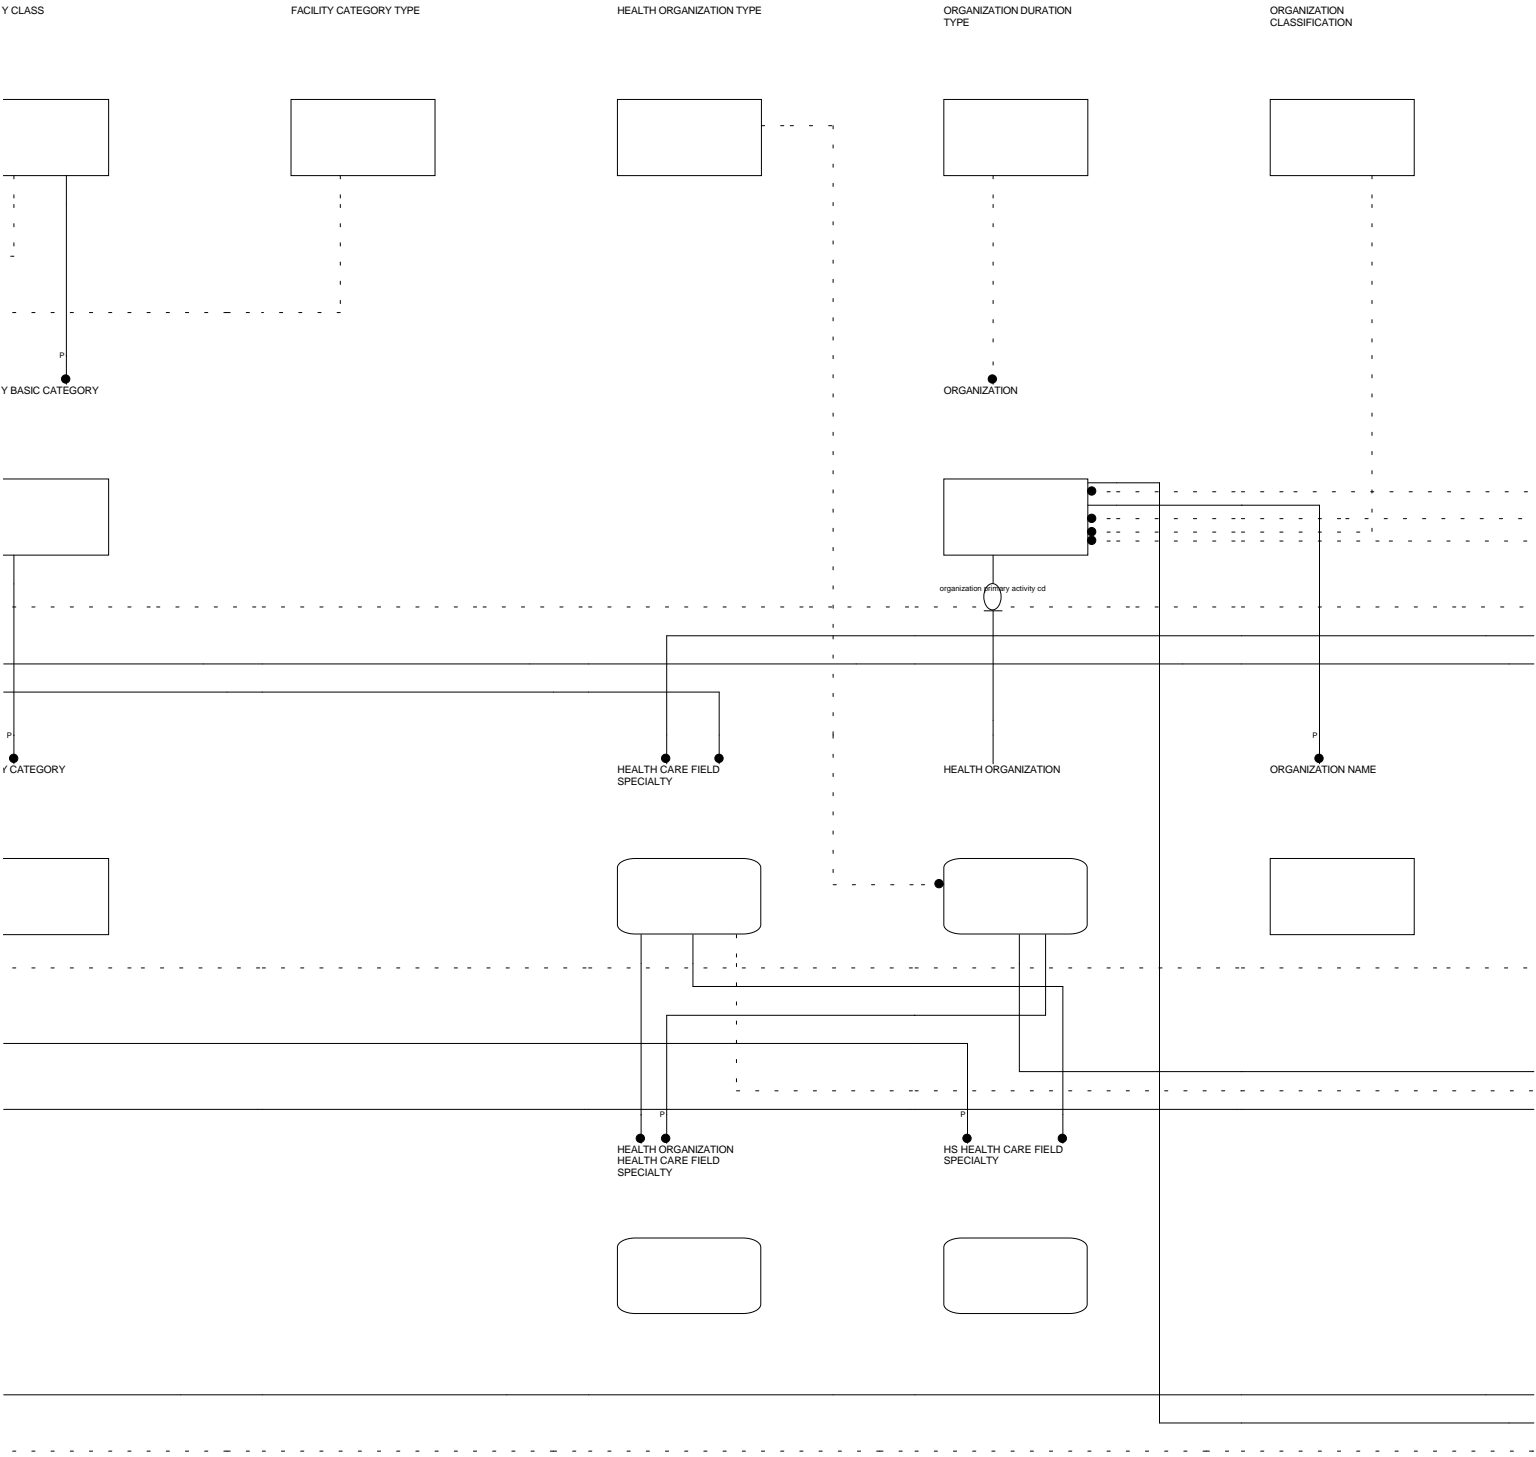 Y CLASS
FACILITY CATEGORY TYPE
HEALTH ORGANIZATION TYPE
ORGANIZATION DURATION
TYPE
ORGANIZATION
CLASSIFICATION
P
Y BASIC CATEGORY
ORGANIZATION
organization primary activity cd
P
P
Y CATEGORY
HEALTH CARE FIELD
SPECIALTY
HEALTH ORGANIZATION
ORGANIZATION NAME
P
P
HEALTH ORGANIZATION
HEALTH CARE FIELD
SPECIALTY
HS HEALTH CARE FIELD
SPECIALTY